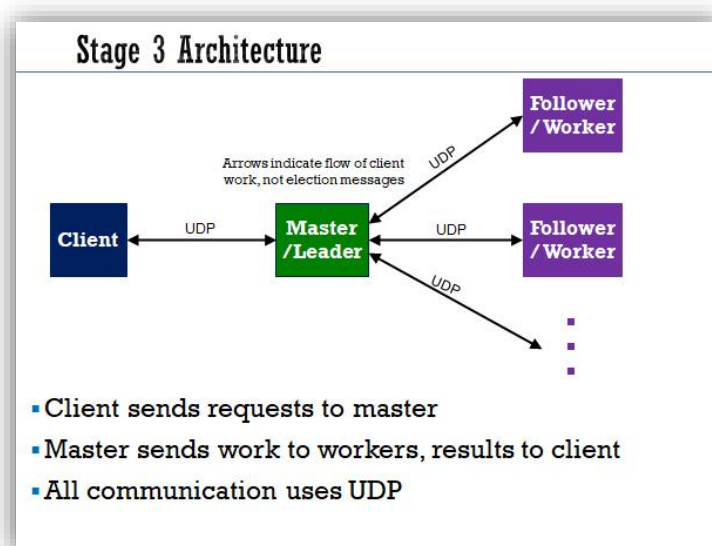 Stage 3 Architecture
Follower
/Worker
UDP
Arrows indicate flow of client
work, not election messages
Client
UDP
Master
/Leader
UDP
Follower
/Worker
UDP
▪ Client sends requests to master
▪ Master sends work to workers, results to client
▪ All communication uses UDP